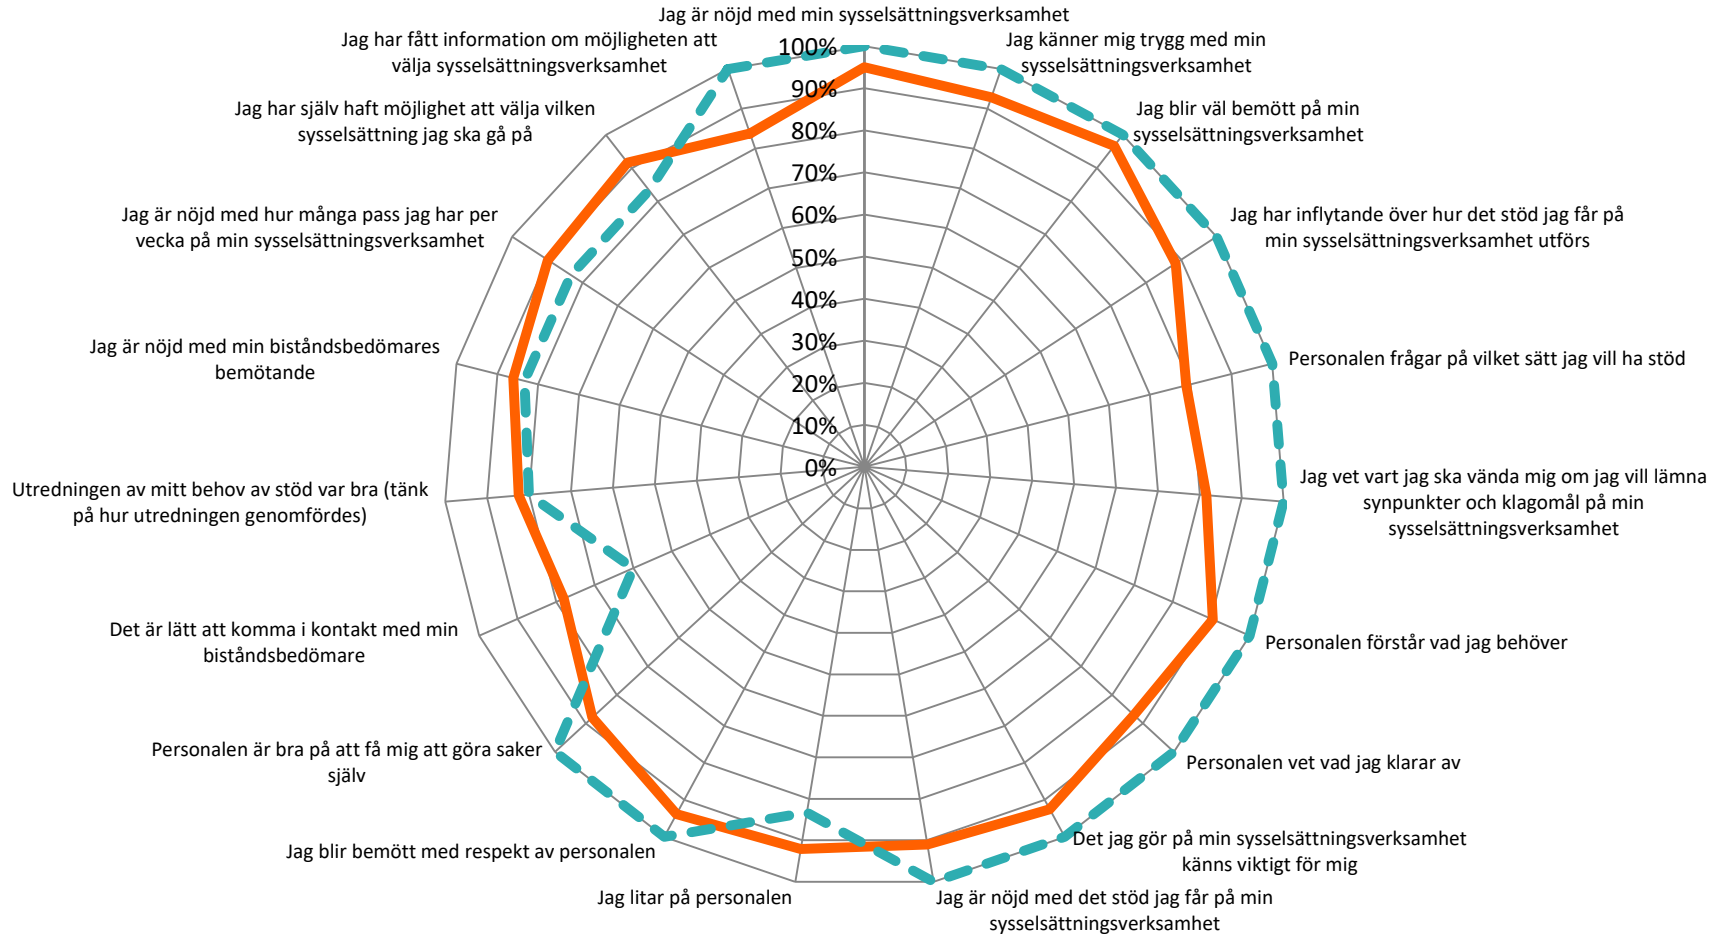 Jag är nöjd med min sysselsättningsverksamhet
Jag känner mig trygg med min
sysselsättningsverksamhet
Jag blir väl bemött på min
sysselsättningsverksamhet
Jag har inflytande över hur det stöd jag får på
min sysselsättningsverksamhet utförs
Personalen frågar på vilket sätt jag vill ha stöd
Jag vet vart jag ska vända mig om jag vill lämna
synpunkter och klagomål på min
sysselsättningsverksamhet
Personalen förstår vad jag behöver
Personalen vet vad jag klarar av
Det jag gör på min sysselsättningsverksamhet
känns viktigt för mig
Jag är nöjd med det stöd jag får på min
sysselsättningsverksamhet
Jag litar på personalen
Jag blir bemött med respekt av personalen
Personalen är bra på att få mig att göra saker
själv
Det är lätt att komma i kontakt med min
biståndsbedömare
Utredningen av mitt behov av stöd var bra (tänk
på hur utredningen genomfördes)
Jag är nöjd med min biståndsbedömares
bemötande
Jag är nöjd med hur många pass jag har per
vecka på min sysselsättningsverksamhet
Jag har själv haft möjlighet att välja vilken
sysselsättning jag ska gå på
Jag har fått information om möjligheten att
välja sysselsättningsverksamhet
100%
90%
80%
70%
60%
50%
40%
30%
20%
10%
0%